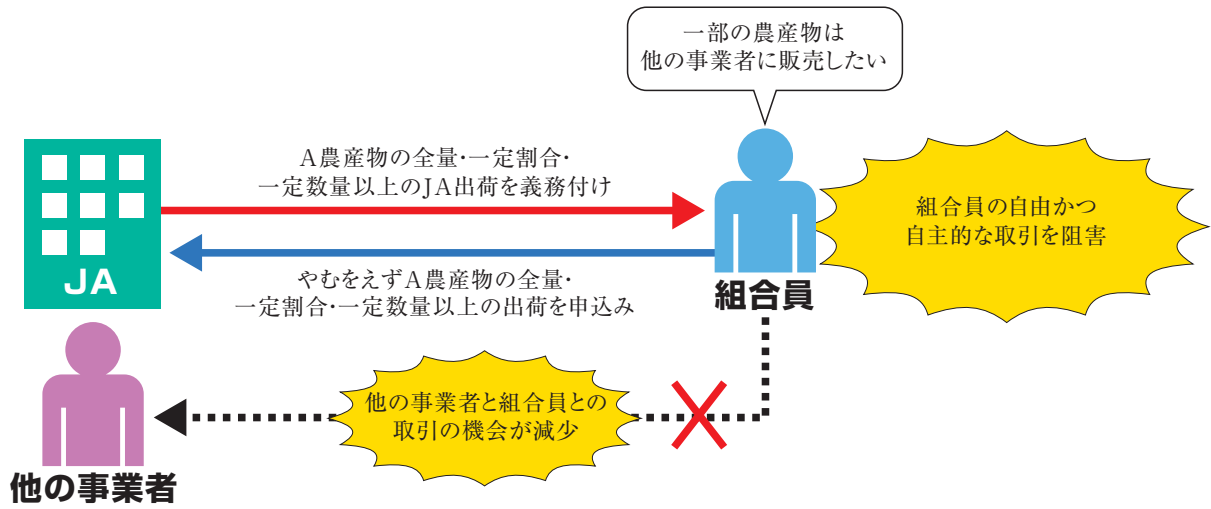 一部の農産物は
他の事業者に販売したい
A農産物の全量・一定割合・
一定数量以上のJA出荷を義務付け
組合員の自由かつ
自主的な取引を阻害
JA
やむをえずA農産物の全量・
一定割合・一定数量以上の出荷を申込み
組合員
他の事業者と組合員との
取引の機会が減少
他の事業者